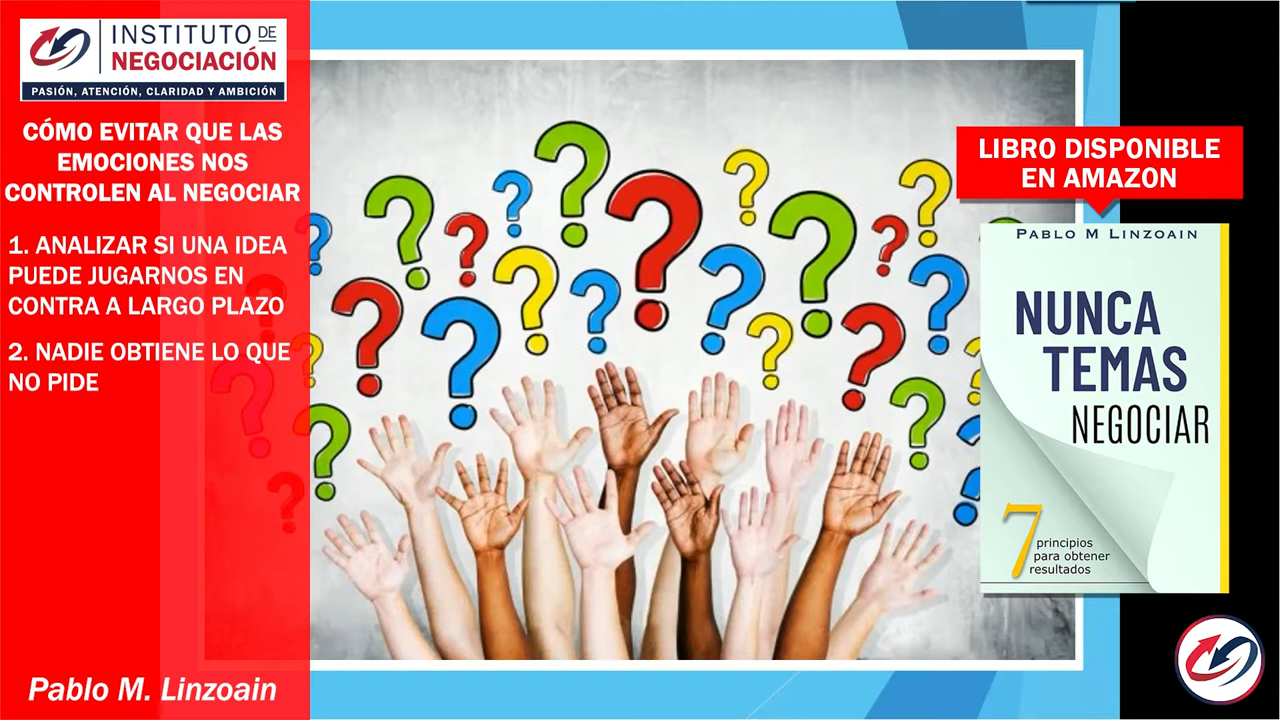 INSTITUTO DE
NEGOCIACIÓN
PASIÓN, ATENCIÓN, CLARIDAD Y AMBICIÓN
CÓMO EVITAR QUE LAS
EMOCIONES NOS
CONTROLEN AL NEGOCIAR
1. ANALIZAR SI UNA IDEA
PUEDE JUGARNOS EN
CONTRA A LARGO PLAZO
2. NADIE OBTIENE LO QUE
NO PIDE
Pablo M. Linzoain
LIBRO DISPONIBLE
EN AMAZON
PABLO M LINZOAIN
NUNCA
TEMAS
NEGOCIAR
7 principios
para obtener
resultados